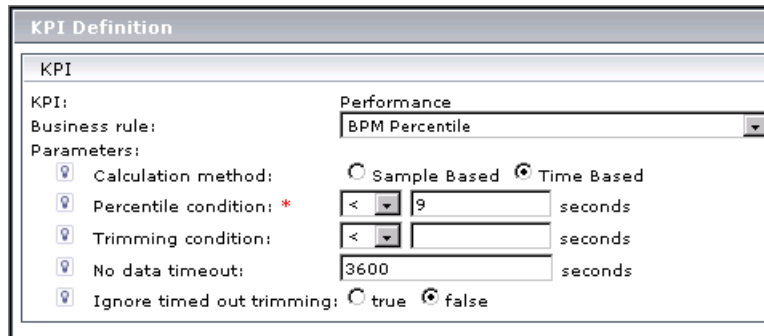 KPI Definition
KPI
KPI: Performance
Business rule: BPM Percentile
Parameters:
Calculation method: Sample Based Time Based
Percentile condition: * < 9 seconds
Trimming condition: < seconds
No data timeout: 3600 seconds
Ignore timed out trimming: true false